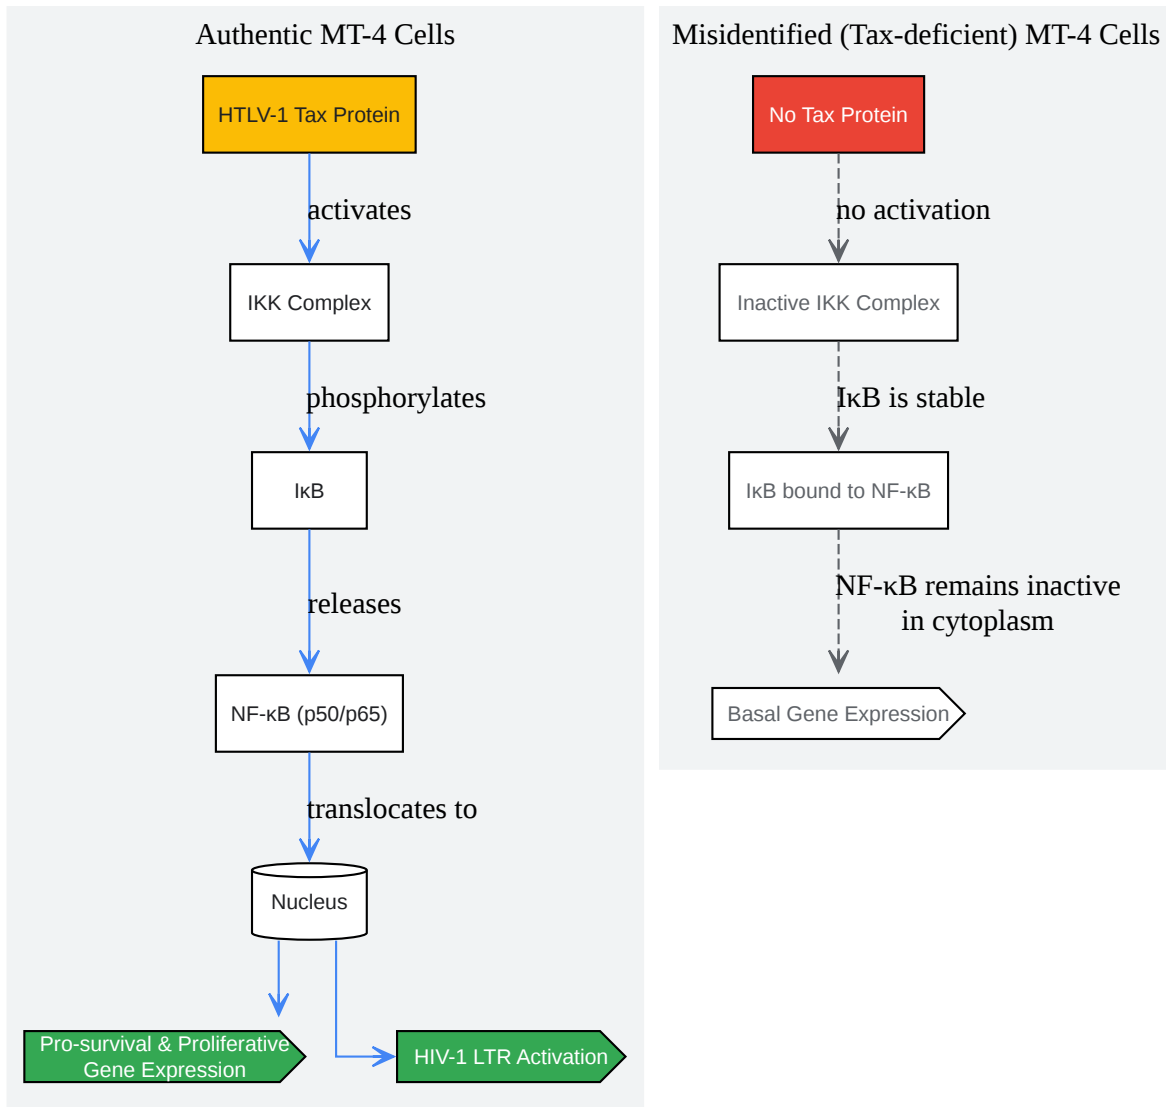 Authentic MT-4 Cells
HTLV-1 Tax Protein
activates
IKK Complex
phosphorylates
IκB
releases
NF-κB (p50/p65)
translocates to
Nucleus
Pro-survival & Proliferative
Gene Expression
HIV-1 LTR Activation
Misidentified (Tax-deficient) MT-4 Cells
No Tax Protein
no activation
Inactive IKK Complex
IκB is stable
IκB bound to NF-κB
NF-κB remains inactive
in cytoplasm
Basal Gene Expression